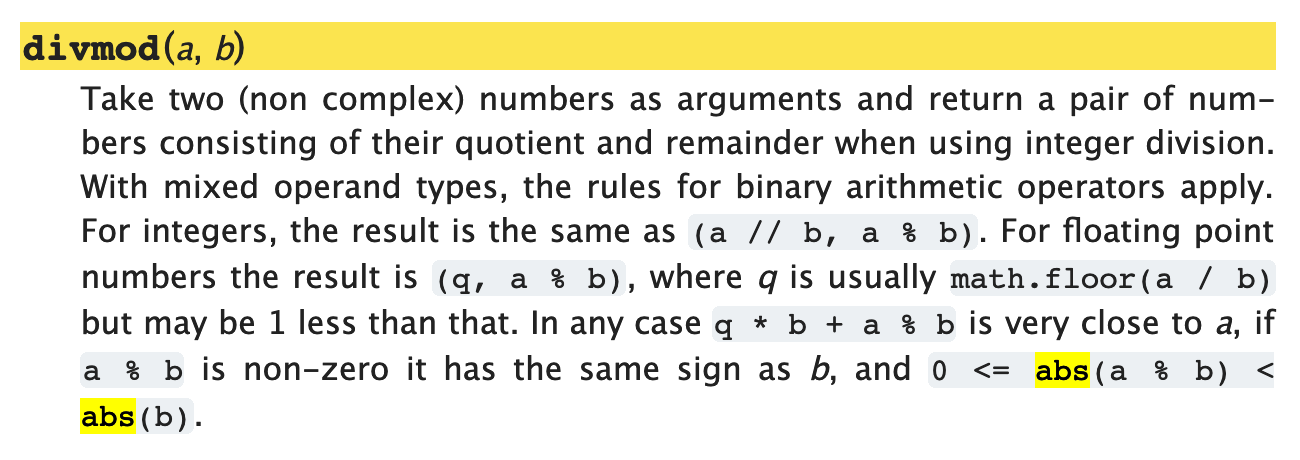 divmod(a, b)
Take two (non complex) numbers as arguments and return a pair of num-
bers consisting of their quotient and remainder when using integer division.
With mixed operand types, the rules for binary arithmetic operators apply.
For integers, the result is the same as (a // b, a % b). For floating point
numbers the result is (q, a % b), where q is usually math.floor(a / b)
but may be 1 less than that. In any case q * b + a % b is very close to a, if
a % b is non-zero it has the same sign as b, and 0 <= abs(a % b) <
abs(b).